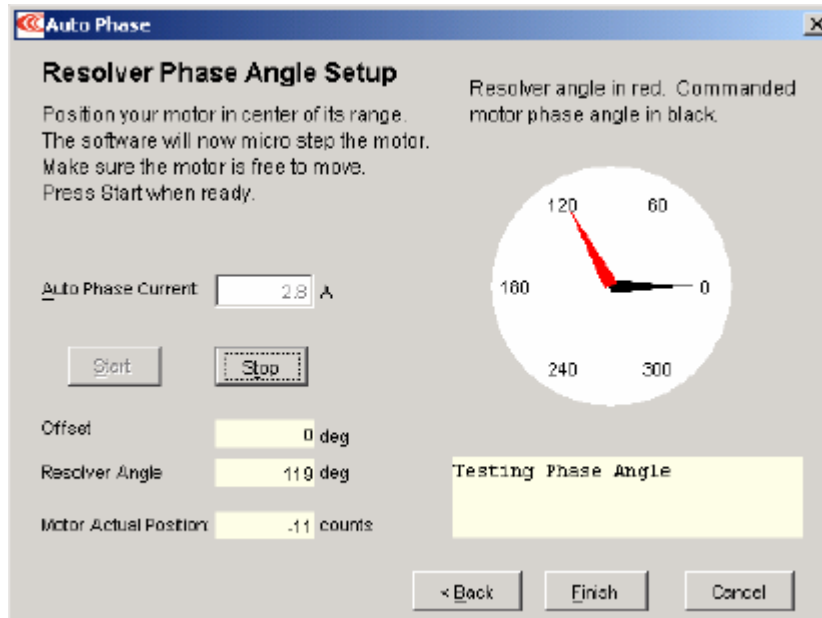 Auto Phase
Resolver Phase Angle Setup
Position your motor in center of its range.
The software will now micro step the motor.
Make sure the motor is free to move.
Press Start when ready.
Resolver angle in red. Commanded
motor phase angle in black.
120 60
180 0
240 300
Auto Phase Current: 2.8 A
Start Stop
Offset 0 deg
Resolver Angle 119 deg
Motor Actual Position: -11 counts
Testing Phase Angle
< Back Finish Cancel